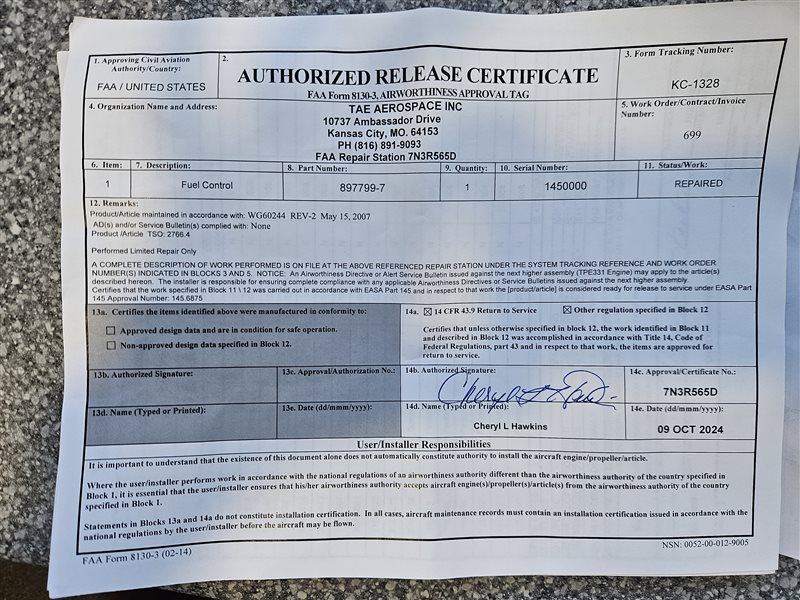 1. Approving Civil Aviation
Authority/Country:
FAA / UNITED STATES
2.
AUTHORIZED RELEASE CERTIFICATE
FAA Form 8130-3, AIRWORTHINESS APPROVAL TAG
3. Form Tracking Number:
KC-1328
4. Organization Name and Address:
TAE AEROSPACE INC
10737 Ambassador Drive
Kansas City, MO. 64153
PH (816) 891-9093
FAA Repair Station 7N3R565D
5. Work Order/Contract/Invoice
Number:
699
6. Item:
7. Description:
8. Part Number:
9. Quantity:
10. Serial Number:
11. Status/Work:
1
Fuel Control
897799-7
1
1450000
REPAIRED
12. Remarks:
Product/Article maintained in accordance with: WG60244 REV-2 May 15, 2007
AD(s) and/or Service Bulletin(s) complied with: None
Product /Article TSO: 2766.4
Performed Limited Repair Only
A COMPLETE DESCRIPTION OF WORK PERFORMED IS ON FILE AT THE ABOVE REFERENCED REPAIR STATION UNDER THE SYSTEM TRACKING REFERENCE AND WORK ORDER
NUMBER(S) INDICATED IN BLOCKS 3 AND 5. NOTICE: An Airworthiness Directive or Alert Service Bulletin issued against the next higher assembly (TPE331 Engine) may apply to the article(s)
described hereon. The installer is responsible for ensuring complete compliance with any applicable Airworthiness Directives or Service Bulletins issued against the next higher assembly.
Certifies that the work specified in Block 11 \ 12 was carried out in accordance with EASA Part 145 and in respect to that work the [product/article] is considered ready for release to service under EASA Part
145 Approval Number: 145.6875
13a. Certifies the items identified above were manufactured in conformity to:
Approved design data and are in condition for safe operation.
Non-approved design data specified in Block 12.
14a. ☒ 14 CFR 43.9 Return to Service ☒ Other regulation specified in Block 12
Certifies that unless otherwise specified in block 12, the work identified in Block 11
and described in Block 12 was accomplished in accordance with Title 14, Code of
Federal Regulations, part 43 and in respect to that work, the items are approved for
return to service.
13b. Authorized Signature:
13c. Approval/Authorization No.:
14b. Authorized Signature:
Cheryl L Hawkins
14c. Approval/Certificate No.:
7N3R565D
13d. Name (Typed or Printed):
13e. Date (dd/mmm/yyyy):
14d. Name (Typed or Printed):
Cheryl L Hawkins
14e. Date (dd/mmm/yyyy):
09 OCT 2024
User/Installer Responsibilities
It is important to understand that the existence of this document alone does not automatically constitute authority to install the aircraft engine/propeller/article.
Where the user/installer performs work in accordance with the national regulations of an airworthiness authority different than the airworthiness authority of the country specified in
Block 1, it is essential that the user/installer ensures that his/her airworthiness authority accepts aircraft engine(s)/propeller(s)/article(s) from the airworthiness authority of the country
specified in Block 1.
Statements in Blocks 13a and 14a do not constitute installation certification. In all cases, aircraft maintenance records must contain an installation certification issued in accordance with the
national regulations by the user/installer before the aircraft may be flown.
FAA Form 8130-3 (02-14)
NSN: 0052-00-012-9005